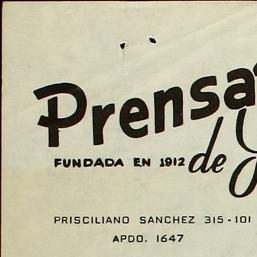 Prensa
FUNDADA EN 1912 de
PRISCILIANO SANCHEZ 315-101
APDO. 1647